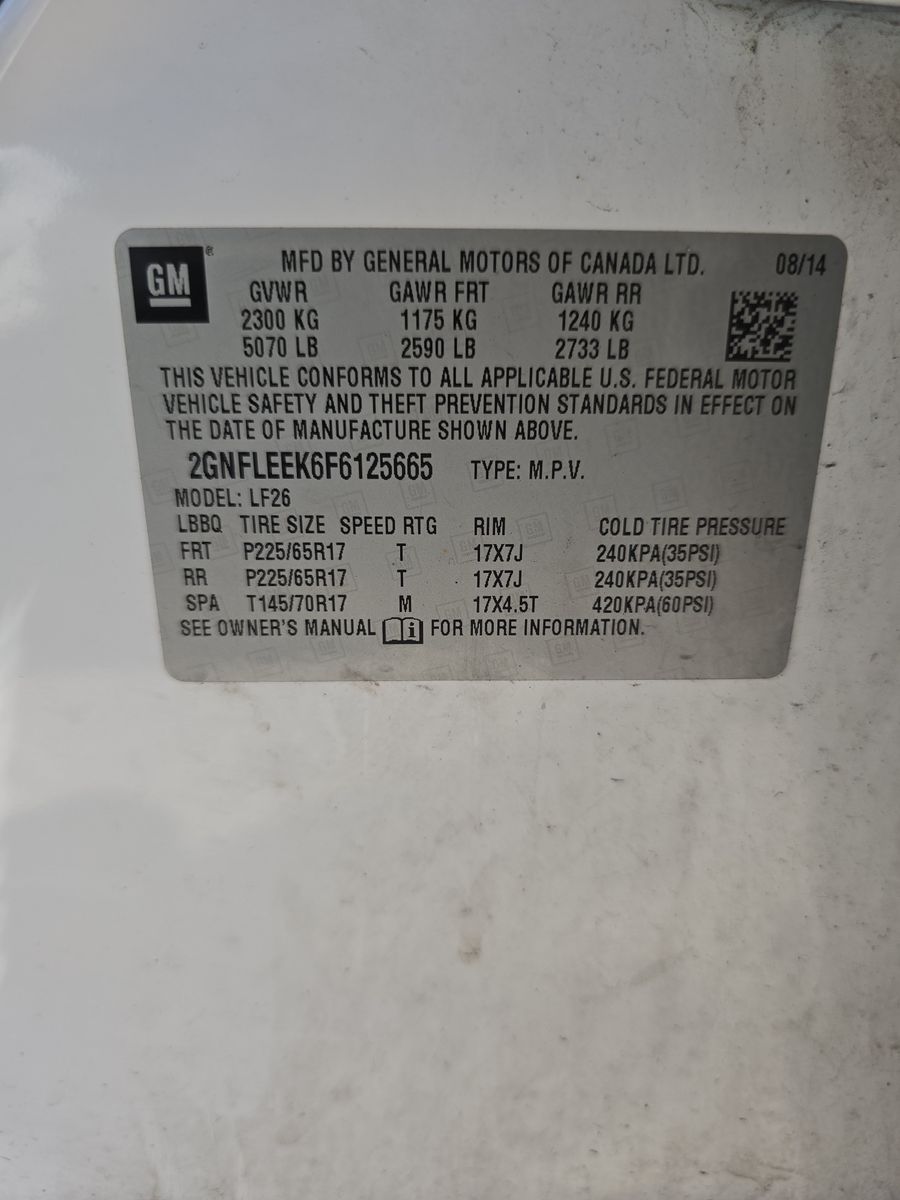 GM® MFD BY GENERAL MOTORS OF CANADA LTD. 08/14
GVWR GAWR FRT GAWR RR
2300 KG 1175 KG 1240 KG
5070 LB 2590 LB 2733 LB
THIS VEHICLE CONFORMS TO ALL APPLICABLE U.S. FEDERAL MOTOR
VEHICLE SAFETY AND THEFT PREVENTION STANDARDS IN EFFECT ON
THE DATE OF MANUFACTURE SHOWN ABOVE.
2GNFLEEK6F6125665 TYPE: M.P.V.
MODEL: LF26
LBBQ TIRE SIZE SPEED RTG RIM COLD TIRE PRESSURE
FRT P225/65R17 T 17X7J 240KPA(35PSI)
RR P225/65R17 T 17X7J 240KPA(35PSI)
SPA T145/70R17 M 17X4.5T 420KPA(60PSI)
SEE OWNER'S MANUAL i FOR MORE INFORMATION.